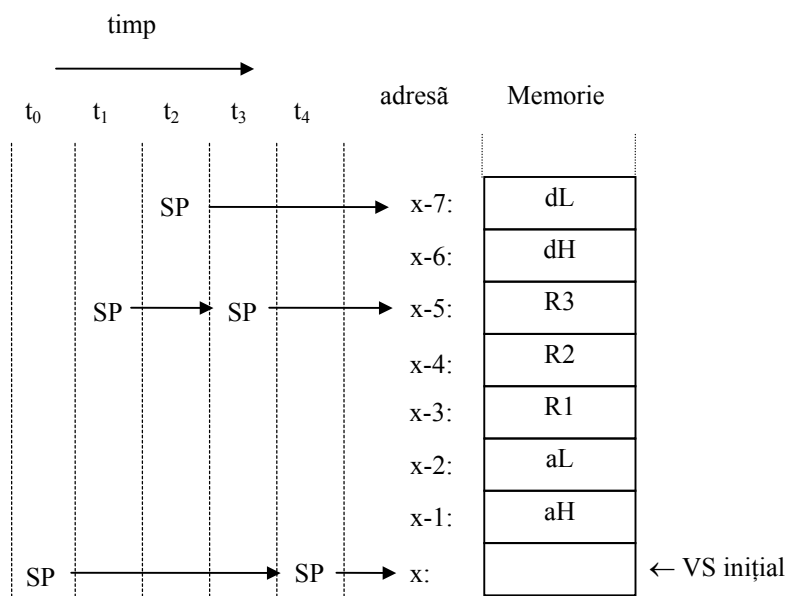 timp
adresã Memorie
t0 t1 t2 t3 t4
SP x-7: dL
x-6: dH
SP SP x-5: R3
x-4: R2
x-3: R1
x-2: aL
x-1: aH
SP SP x: ← VS inițial